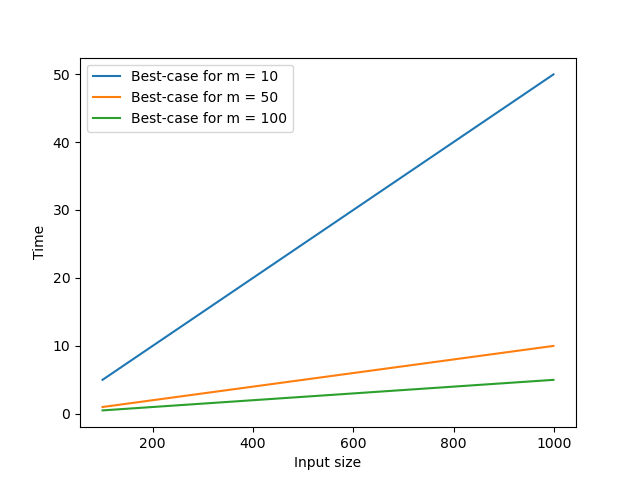 Best-case for m = 10
Best-case for m = 50
Best-case for m = 100
50
40
30
20
10
0
Time
200 400 600 800 1000
Input size